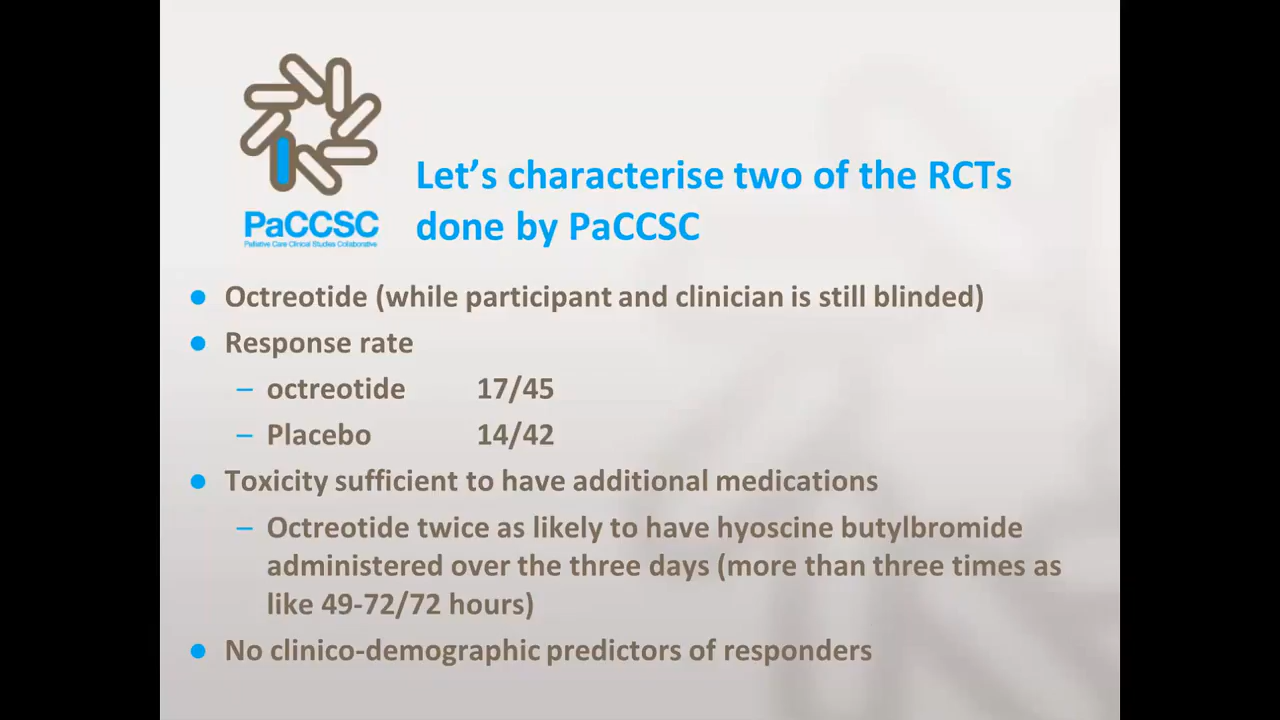 Let's characterise two of the RCTs
done by PaCCSC
PaCCSC
Palliative Care Clinical Studies Collaborative
● Octreotide (while participant and clinician is still blinded)
● Response rate
– octreotide 17/45
– Placebo 14/42
● Toxicity sufficient to have additional medications
– Octreotide twice as likely to have hyoscine butylbromide
administered over the three days (more than three times as
like 49-72/72 hours)
● No clinico-demographic predictors of responders